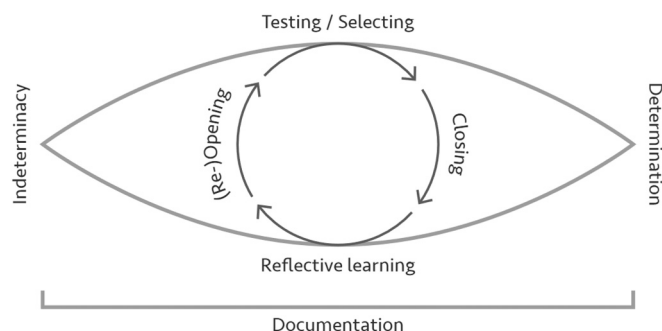 Testing / Selecting
Indeterminacy
(Re-)Opening
Closing
Determination
Reflective learning
Documentation